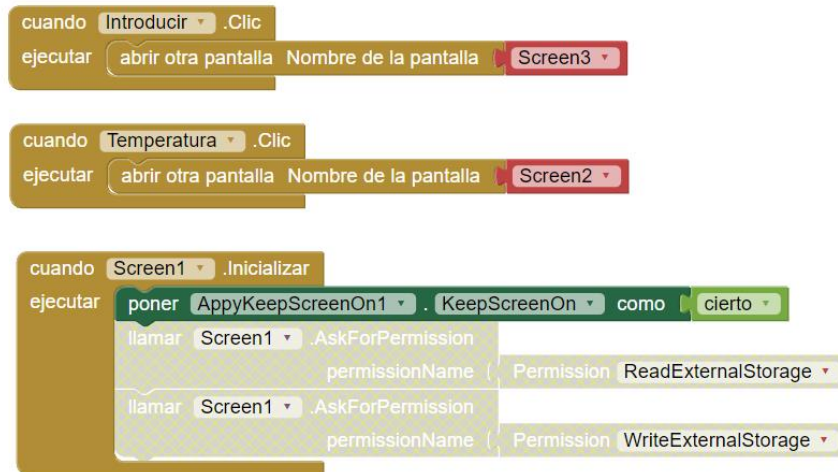 cuando Introducir .Clic
ejecutar abrir otra pantalla Nombre de la pantalla Screen3
cuando Temperatura .Clic
ejecutar abrir otra pantalla Nombre de la pantalla Screen2
cuando Screen1 .Inicializar
ejecutar poner AppyKeepScreenOn1 . KeepScreenOn como cierto
llamar Screen1 .AskForPermission
permissionName Permission ReadExternalStorage
llamar Screen1 .AskForPermission
permissionName Permission WriteExternalStorage